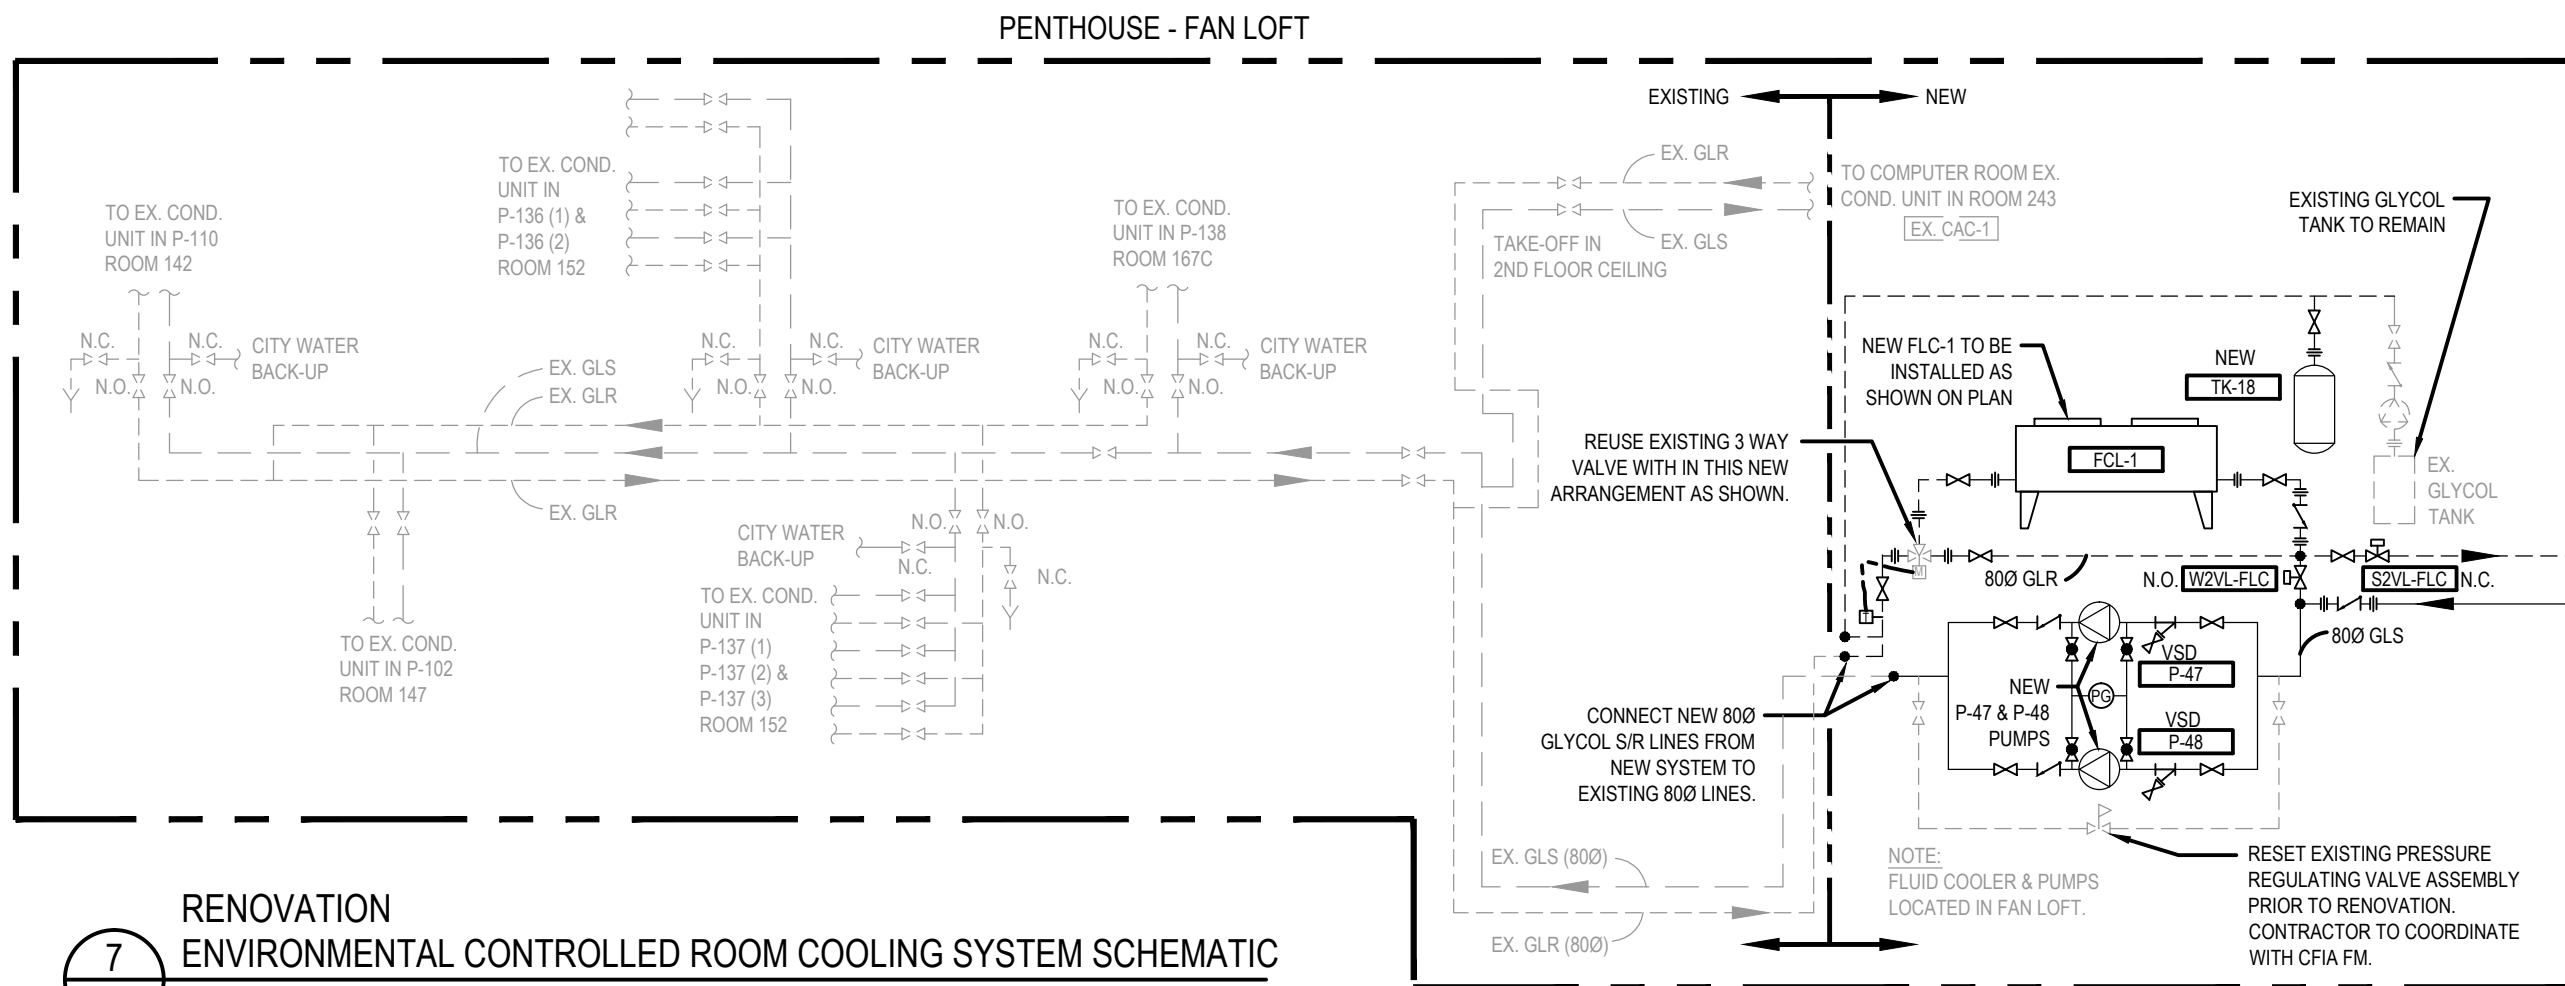 PENTHOUSE - FAN LOFT
EXISTING
NEW
TO EX. COND.
UNIT IN P-110
ROOM 142
TO EX. COND.
UNIT IN
P-136 (1) &
P-136 (2)
ROOM 152
TO EX. COND.
UNIT IN P-138
ROOM 167C
EX. GLR
EX. GLS
TAKE-OFF IN
2ND FLOOR CEILING
TO COMPUTER ROOM EX.
COND. UNIT IN ROOM 243
EX. CAC-1
EXISTING GLYCOL
TANK TO REMAIN
N.C.
N.C.
CITY WATER
BACK-UP
N.O.
N.O.
N.C.
N.C.
CITY WATER
BACK-UP
N.O.
N.O.
N.C.
N.C.
CITY WATER
BACK-UP
N.O.
N.O.
EX. GLS
EX. GLR
EX. GLR
NEW FLC-1 TO BE
INSTALLED AS
SHOWN ON PLAN
NEW
TK-18
FCL-1
REUSE EXISTING 3 WAY
VALVE WITH IN THIS NEW
ARRANGEMENT AS SHOWN.
EX.
GLYCOL
TANK
M
T
80Ø GLR
N.O.
W2VL-FLC
S2VL-FLC
N.C.
80Ø GLS
CITY WATER
BACK-UP
N.O.
N.O.
N.C.
N.C.
TO EX. COND.
UNIT IN
P-137 (1)
P-137 (2) &
P-137 (3)
ROOM 152
TO EX. COND.
UNIT IN P-102
ROOM 147
VSD
P-47
NEW
P-47 & P-48
PUMPS
PG
VSD
P-48
CONNECT NEW 80Ø
GLYCOL S/R LINES FROM
NEW SYSTEM TO
EXISTING 80Ø LINES.
EX. GLS (80Ø)
EX. GLR (80Ø)
NOTE:
FLUID COOLER & PUMPS
LOCATED IN FAN LOFT.
RESET EXISTING PRESSURE
REGULATING VALVE ASSEMBLY
PRIOR TO RENOVATION.
CONTRACTOR TO COORDINATE
WITH CFIA FM.
7
RENOVATION
ENVIRONMENTAL CONTROLLED ROOM COOLING SYSTEM SCHEMATIC